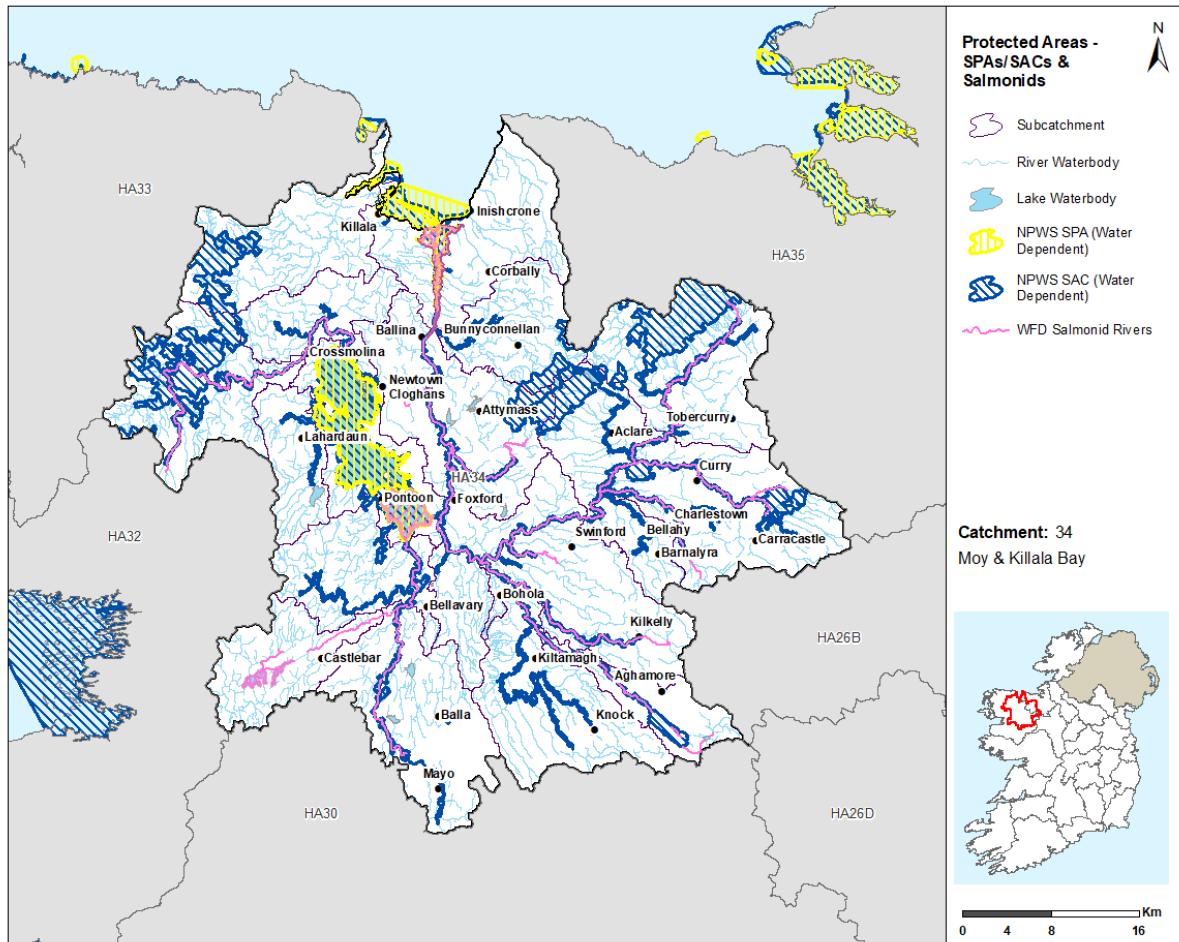 HA33
HA35
HA34
HA32
HA30
HA26B
HA26D
Killala
Inishcrone
Corbally
Ballina
Bunnyconnellan
Crossmolina
Newtown
Cloghans
Attymass
Lahardaun
Aclare
Tobercurry
Curry
Pontoon
Foxford
Charlestown
Swinford
Bellahy
Barnalyra
Carracastle
Bohola
Bellavary
Kilkelly
Castlebar
Kiltamagh
Aghamore
Balla
Knock
Mayo
Protected Areas -
SPAs/SACs &
Salmonids
N
Subcatchment
River Waterbody
Lake Waterbody
NPWS SPA (Water
Dependent)
NPWS SAC (Water
Dependent)
WFD Salmonid Rivers
Catchment: 34
Moy & Killala Bay
Km
0 4 8 16